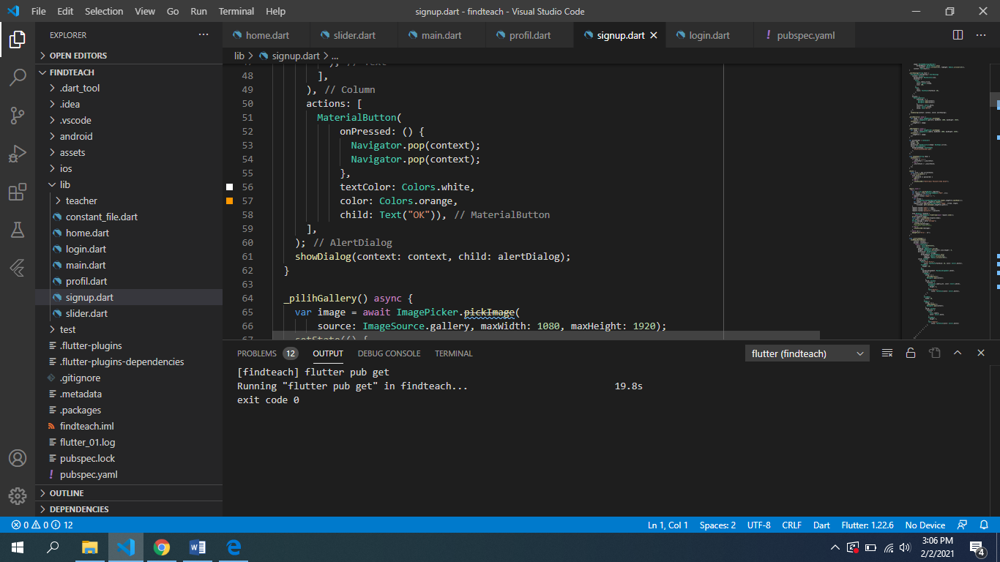 File Edit Selection View Go Run Terminal Help
signup.dart - findteach - Visual Studio Code
EXPLORER
OPEN EDITORS
FINDTEACH
.dart_tool
.idea
.vscode
android
assets
ios
lib
teacher
constant_file.dart
home.dart
login.dart
main.dart
profil.dart
signup.dart
slider.dart
test
.flutter-plugins
.flutter-plugins-dependencies
.gitignore
.metadata
.packages
findteach.iml
flutter_01.log
pubspec.lock
pubspec.yaml
OUTLINE
DEPENDENCIES
home.dart slider.dart main.dart profil.dart signup.dart login.dart pubspec.yaml
lib > signup.dart > ...
47 ); // Text
48 ],
49 ), // Column
50 actions: [
51 MaterialButton(
52 onPressed: () {
53 Navigator.pop(context);
54 Navigator.pop(context);
55 },
56 textColor: Colors.white,
57 color: Colors.orange,
58 child: Text("OK")), // MaterialButton
59 ],
60 ); // AlertDialog
61 showDialog(context: context, child: alertDialog);
62 }
63
64 _pilihGallery() async {
65 var image = await ImagePicker.pickImage(
66 source: ImageSource.gallery, maxWidth: 1080, maxHeight: 1920);
67 setState(() {
PROBLEMS 12 OUTPUT DEBUG CONSOLE TERMINAL
flutter (findteach)
[findteach] flutter pub get
Running "flutter pub get" in findteach... 19.8s
exit code 0
0 0 12
Ln 1, Col 1 Spaces: 2 UTF-8 CRLF Dart Flutter: 1.22.6 No Device
3:06 PM
2/2/2021
4